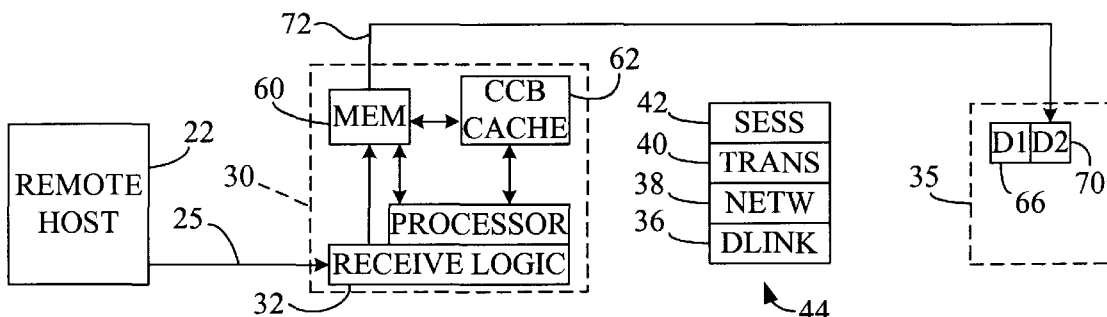 72
62
60
MEM
CCB
CACHE
22
REMOTE
HOST
30
25
PROCESSOR
RECEIVE LOGIC
32
42
SESS
40
TRANS
38
NETW
36
DLINK
44
35
D1
D2
66
70